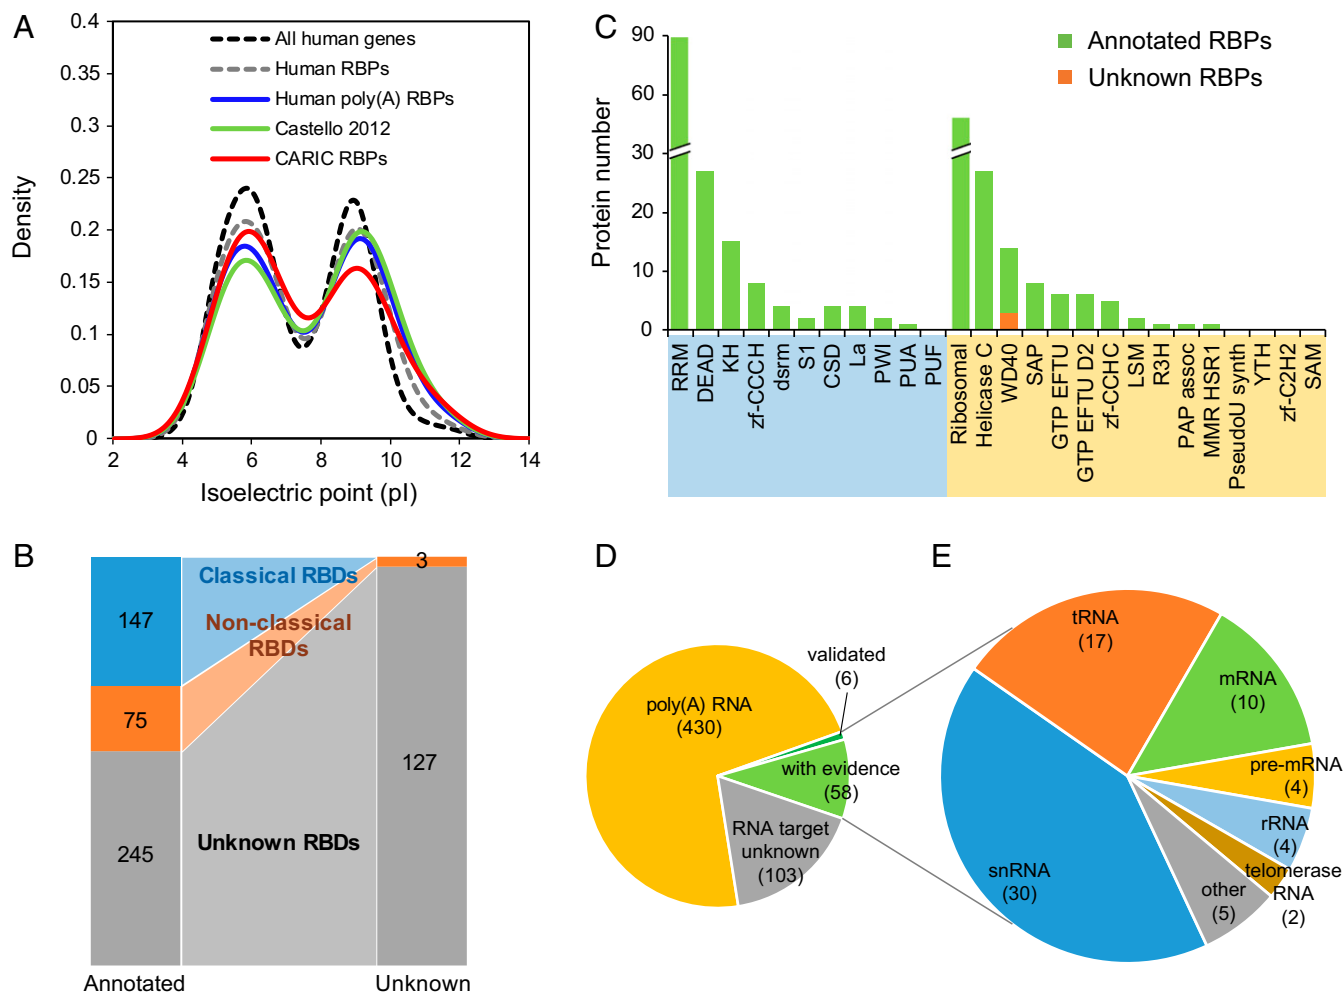 A
0.4
0.35
0.3
0.25
0.2
0.15
0.1
0.05
0
Density
2
4
6
8
10
12
14
Isoelectric point (pI)
All human genes
Human RBPs
Human poly(A) RBPs
Castello 2012
CARIC RBPs
C
90
60
30
20
10
0
Protein number
Annotated RBPs
Unknown RBPs
RRM
DEAD
KH
zf-CCCH
dsrm
S1
CSD
La
PWI
PUA
PUF
Ribosomal
Helicase C
WD40
SAP
GTP EFTU
GTP EFTU D2
zf-CCHC
LSM
R3H
PAP assoc
MMR HSR1
PseudoU synth
YTH
zf-C2H2
SAM
B
147
75
245
Classical RBDs
Non-classical
RBDs
Unknown RBDs
3
127
Annotated
Unknown
D
poly(A) RNA
(430)
validated
(6)
with evidence
(58)
RNA target
unknown
(103)
E
tRNA
(17)
mRNA
(10)
pre-mRNA
(4)
rRNA
(4)
telomerase
RNA
(2)
other
(5)
snRNA
(30)